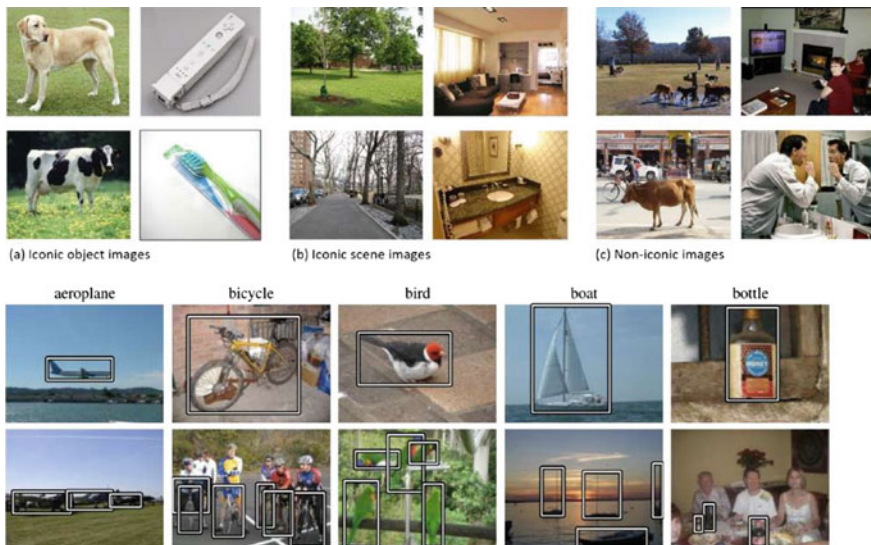 (a) Iconic object images
(b) Iconic scene images
(c) Non-iconic images
aeroplane
bicycle
bird
boat
bottle